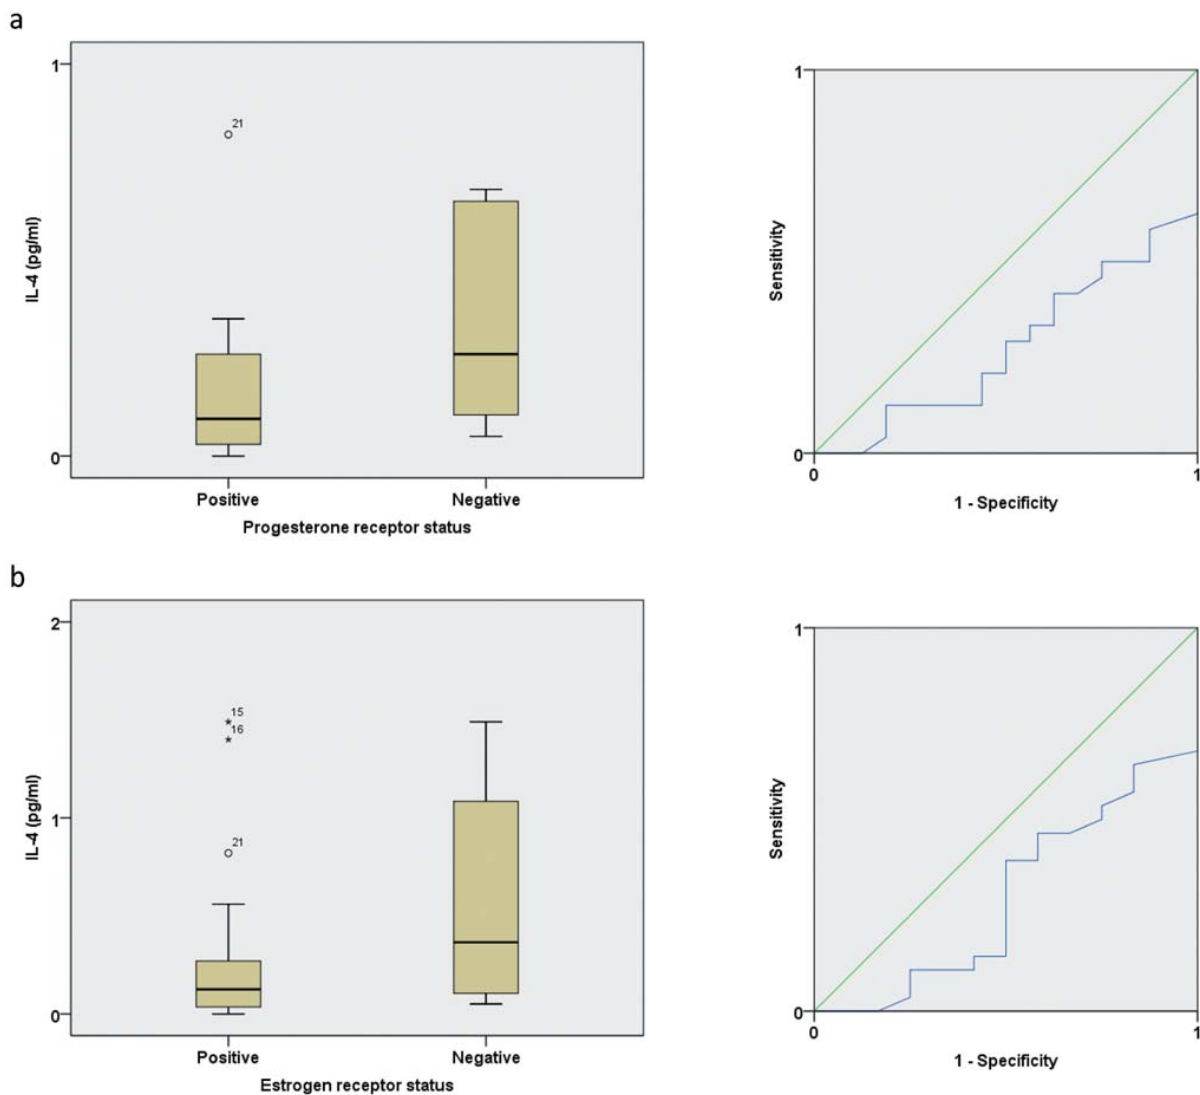 a
1
IL-4 (pg/ml)
21
0
Positive
Negative
Progesterone receptor status
1
Sensitivity
0
0
1
1 - Specificity
b
2
IL-4 (pg/ml)
15
16
1
21
0
Positive
Negative
Estrogen receptor status
1
Sensitivity
0
0
1
1 - Specificity